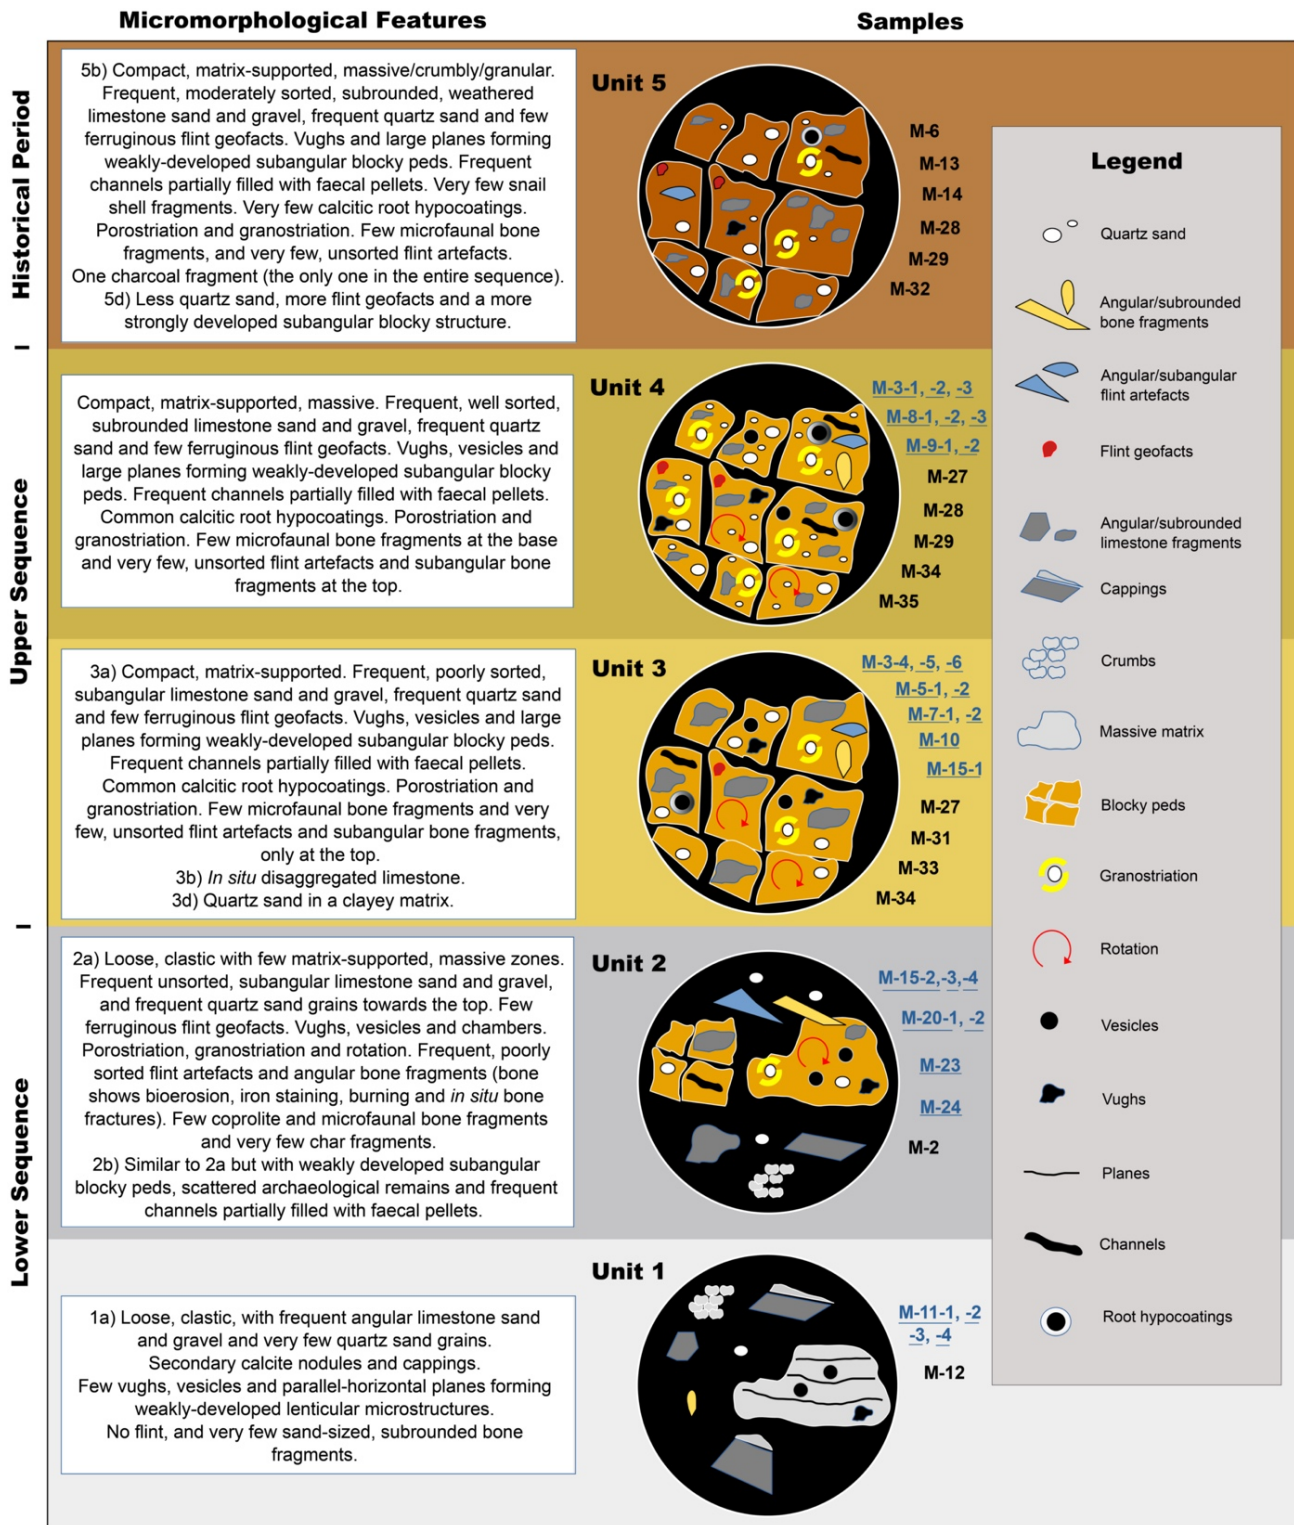 Micromorphological Features
Samples
Historical Period
I
Upper Sequence
I
Lower Sequence
5b) Compact, matrix-supported, massive/crumbly/granular.
Frequent, moderately sorted, subrounded, weathered
limestone sand and gravel, frequent quartz sand and few
ferruginous flint geofacts. Vughs and large planes forming
weakly-developed subangular blocky peds. Frequent
channels partially filled with faecal pellets. Very few snail
shell fragments. Very few calcitic root hypocoatings.
Porostriation and granostriation. Few microfaunal bone
fragments, and very few, unsorted flint artefacts.
One charcoal fragment (the only one in the entire sequence).
5d) Less quartz sand, more flint geofacts and a more
strongly developed subangular blocky structure.
Unit 5
M-6
M-13
M-14
M-28
M-29
M-32
Compact, matrix-supported, massive. Frequent, well sorted,
subrounded limestone sand and gravel, frequent quartz
sand and few ferruginous flint geofacts. Vughs, vesicles and
large planes forming weakly-developed subangular blocky
peds. Frequent channels partially filled with faecal pellets.
Common calcitic root hypocoatings. Porostriation and
granostriation. Few microfaunal bone fragments at the base
and very few, unsorted flint artefacts and subangular bone
fragments at the top.
Unit 4
M-3-1, -2, -3
M-8-1, -2, -3
M-9-1, -2
M-27
M-28
M-29
M-34
M-35
3a) Compact, matrix-supported. Frequent, poorly sorted,
subangular limestone sand and gravel, frequent quartz sand
and few ferruginous flint geofacts. Vughs, vesicles and large
planes forming weakly-developed subangular blocky peds.
Frequent channels partially filled with faecal pellets.
Common calcitic root hypocoatings. Porostriation and
granostriation. Few microfaunal bone fragments and very
few, unsorted flint artefacts and subangular bone fragments,
only at the top.
3b) In situ disaggregated limestone.
3d) Quartz sand in a clayey matrix.
Unit 3
M-3-4, -5, -6
M-5-1, -2
M-7-1, -2
M-10
M-15-1
M-27
M-31
M-33
M-34
2a) Loose, clastic with few matrix-supported, massive zones.
Frequent unsorted, subangular limestone sand and gravel,
and frequent quartz sand grains towards the top. Few
ferruginous flint geofacts. Vughs, vesicles and chambers.
Porostriation, granostriation and rotation. Frequent, poorly
sorted flint artefacts and angular bone fragments (bone
shows bioerosion, iron staining, burning and in situ bone
fractures). Few coprolite and microfaunal bone fragments
and very few char fragments.
2b) Similar to 2a but with weakly developed subangular
blocky peds, scattered archaeological remains and frequent
channels partially filled with faecal pellets.
Unit 2
M-15-2,-3,-4
M-20-1, -2
M-23
M-24
M-2
1a) Loose, clastic, with frequent angular limestone sand
and gravel and very few quartz sand grains.
Secondary calcite nodules and cappings.
Few vughs, vesicles and parallel-horizontal planes forming
weakly-developed lenticular microstructures.
No flint, and very few sand-sized, subrounded bone
fragments.
Unit 1
M-11-1, -2
-3, -4
M-12
Legend
Quartz sand
Angular/subrounded
bone fragments
Angular/subangular
flint artefacts
Flint geofacts
Angular/subrounded
limestone fragments
Cappings
Crumbs
Massive matrix
Blocky peds
Granostriation
Rotation
Vesicles
Vughs
Planes
Channels
Root hypocoatings